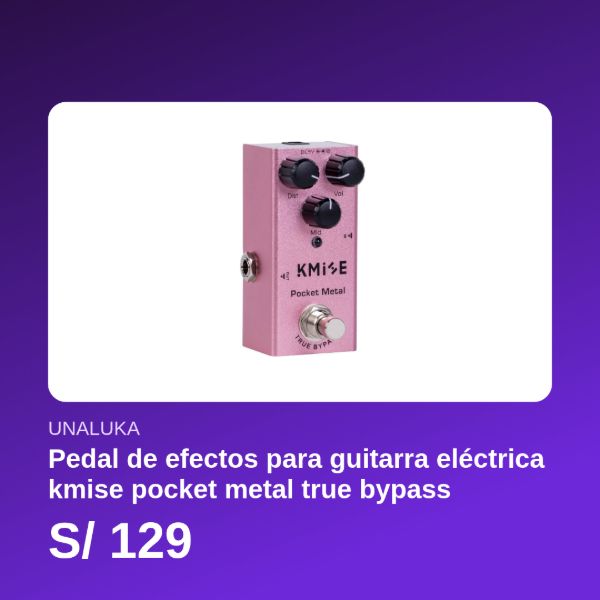 DC9V
Dist
Vol
Mid
KMiSE
Pocket Metal
TRUE BYPA
UNALUKA
Pedal de efectos para guitarra eléctrica
kmise pocket metal true bypass
S/ 129